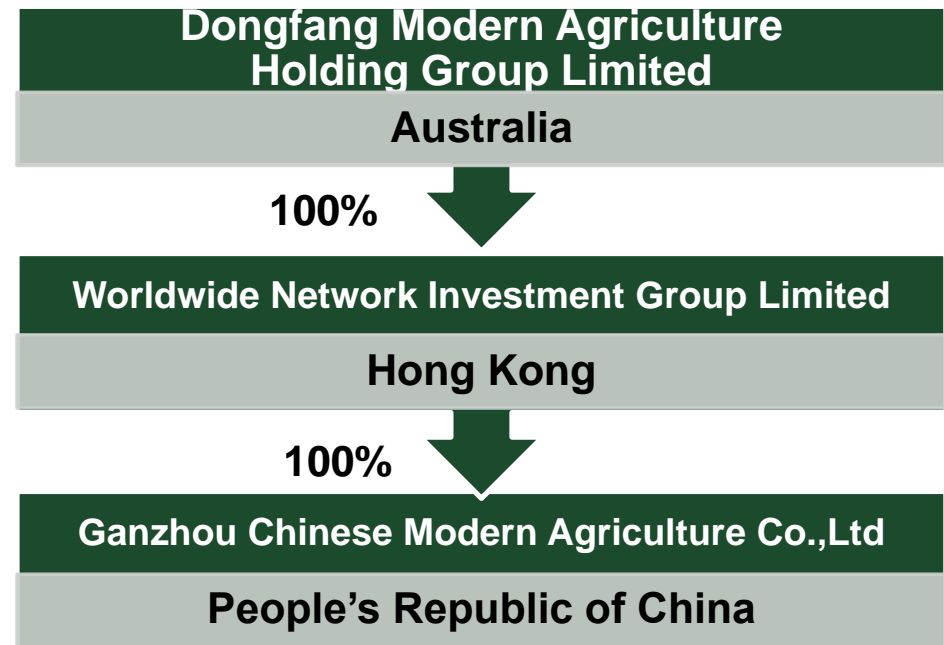 Dongfang Modern Agriculture
Holding Group Limited
Australia
100%
Worldwide Network Investment Group Limited
Hong Kong
100%
Ganzhou Chinese Modern Agriculture Co.,Ltd
People’s Republic of China